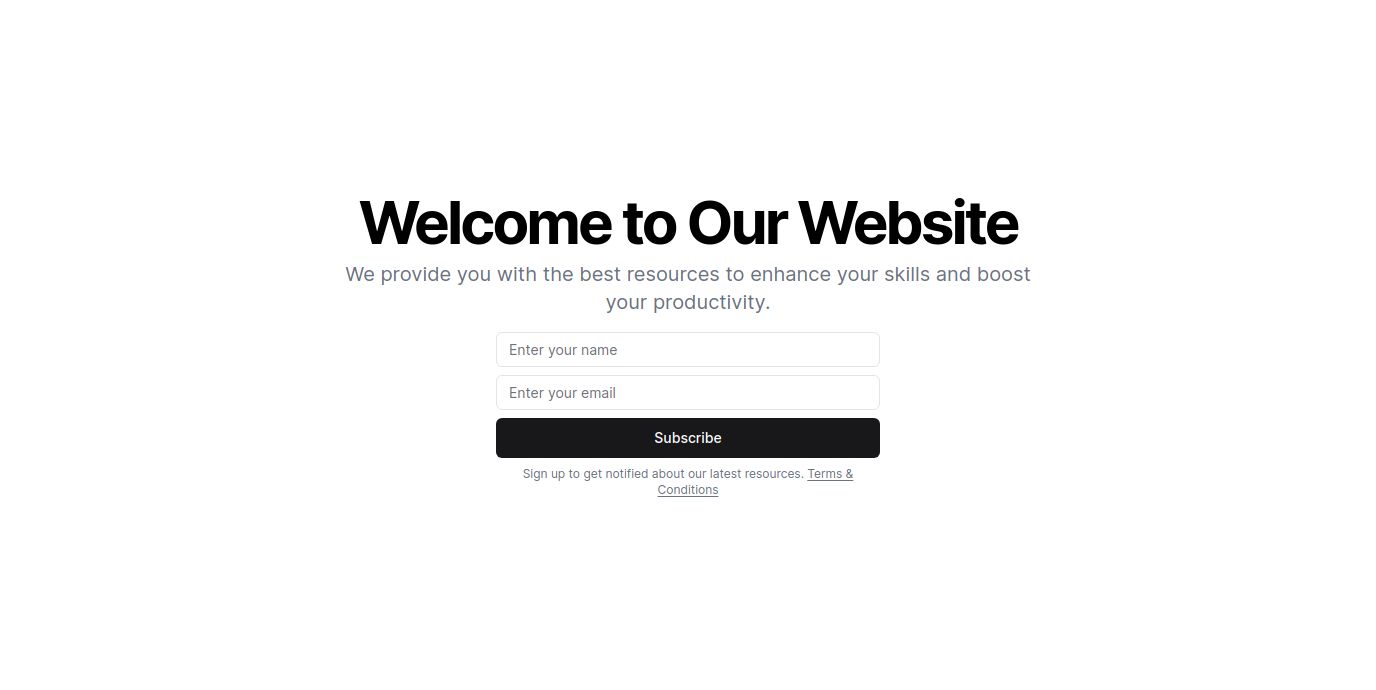 Welcome to Our Website
We provide you with the best resources to enhance your skills and boost
your productivity.
Enter your name
Enter your email
Subscribe
Sign up to get notified about our latest resources. Terms &
Conditions